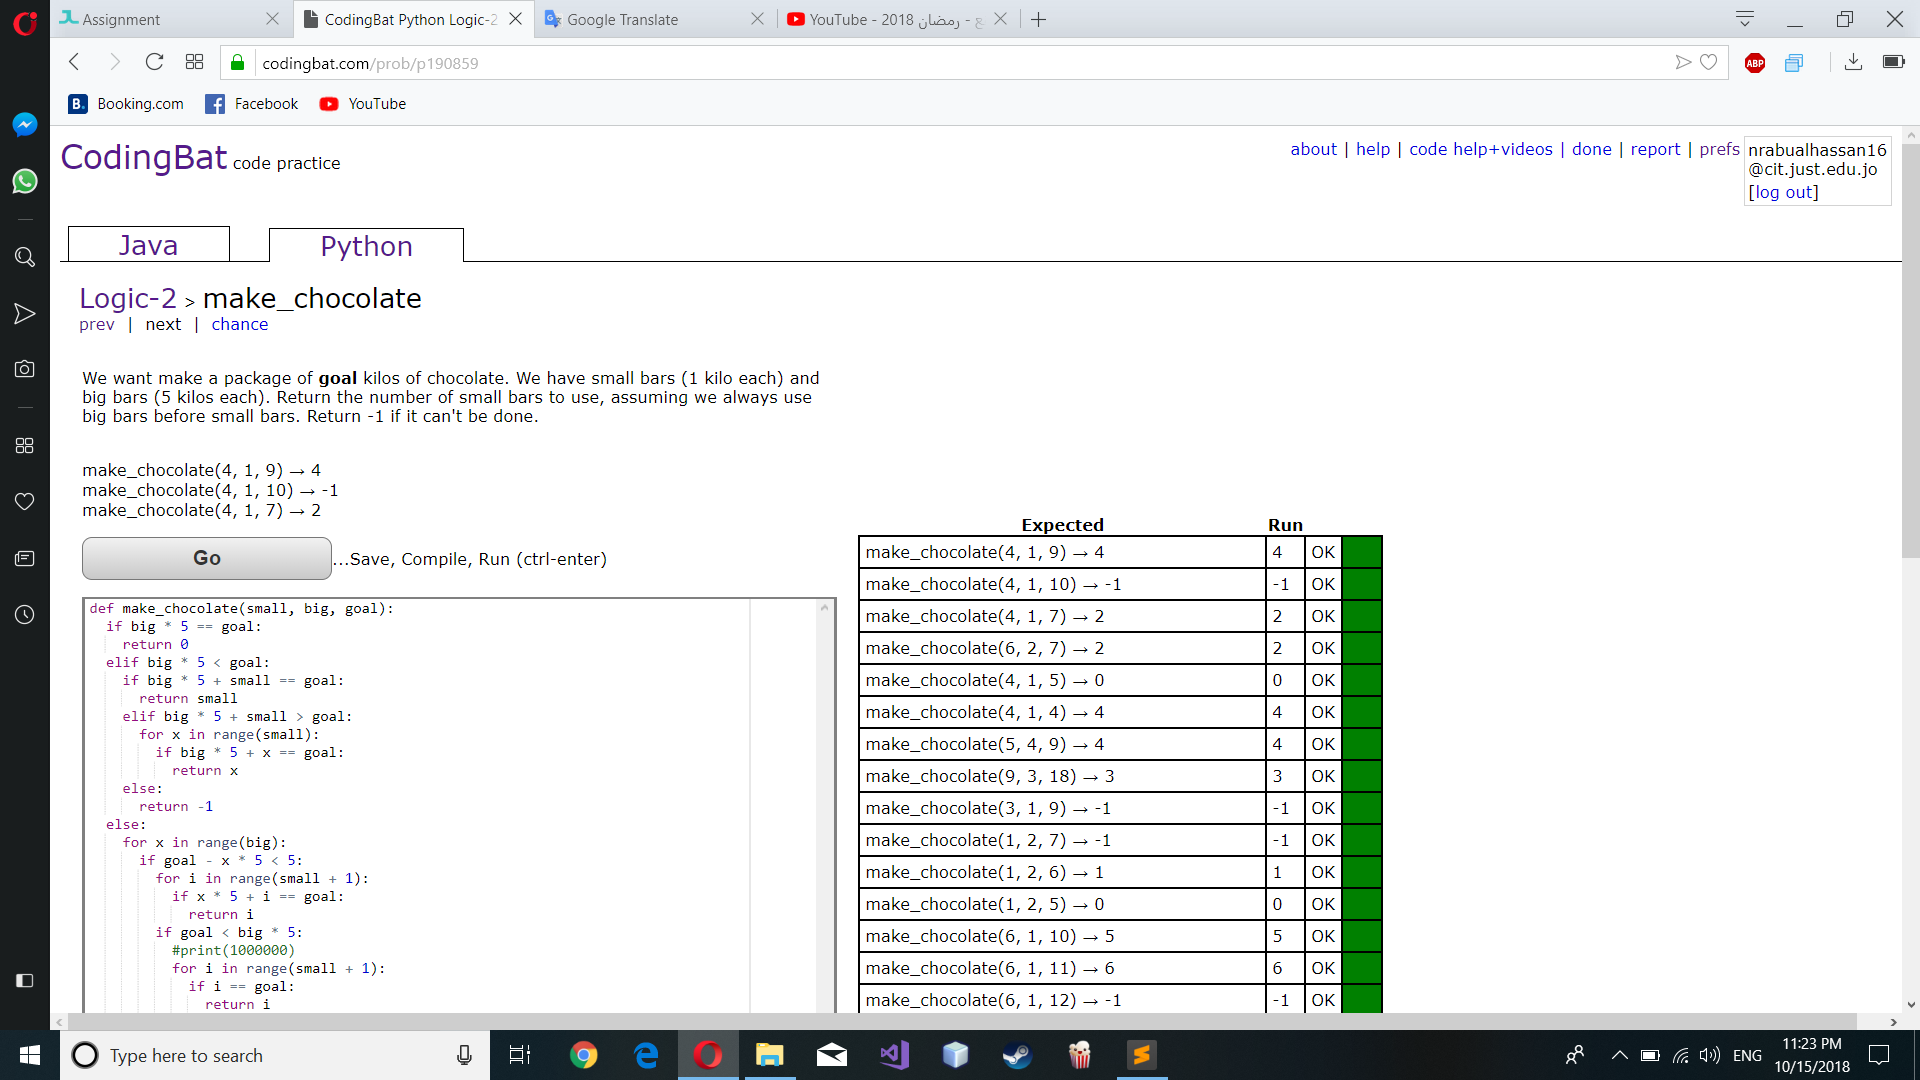 Assignment
CodingBat Python Logic-2
Google Translate
YouTube - 2018 رمضان -
codingbat.com/prob/p190859
ABP
B. Booking.com
Facebook
YouTube
CodingBat code practice
about | help | code help+videos | done | report | prefs
nrabualhassan16
@cit.just.edu.jo
[log out]
Java
Python
Logic-2 > make_chocolate
prev | next | chance
We want make a package of goal kilos of chocolate. We have small bars (1 kilo each) and
big bars (5 kilos each). Return the number of small bars to use, assuming we always use
big bars before small bars. Return -1 if it can't be done.
make_chocolate(4, 1, 9) → 4
make_chocolate(4, 1, 10) → -1
make_chocolate(4, 1, 7) → 2
Go
...Save, Compile, Run (ctrl-enter)
def make_chocolate(small, big, goal):
  if big * 5 == goal:
    return 0
  elif big * 5 < goal:
    if big * 5 + small == goal:
      return small
    elif big * 5 + small > goal:
      for x in range(small):
        if big * 5 + x == goal:
          return x
    else:
      return -1
  else:
    for x in range(big):
      if goal - x * 5 < 5:
        for i in range(small + 1):
          if x * 5 + i == goal:
            return i
        if goal < big * 5:
          #print(1000000)
          for i in range(small + 1):
            if i == goal:
              return i
Expected Run
make_chocolate(4, 1, 9) → 4 4 OK
make_chocolate(4, 1, 10) → -1 -1 OK
make_chocolate(4, 1, 7) → 2 2 OK
make_chocolate(6, 2, 7) → 2 2 OK
make_chocolate(4, 1, 5) → 0 0 OK
make_chocolate(4, 1, 4) → 4 4 OK
make_chocolate(5, 4, 9) → 4 4 OK
make_chocolate(9, 3, 18) → 3 3 OK
make_chocolate(3, 1, 9) → -1 -1 OK
make_chocolate(1, 2, 7) → -1 -1 OK
make_chocolate(1, 2, 6) → 1 1 OK
make_chocolate(1, 2, 5) → 0 0 OK
make_chocolate(6, 1, 10) → 5 5 OK
make_chocolate(6, 1, 11) → 6 6 OK
make_chocolate(6, 1, 12) → -1 -1 OK
Type here to search
ENG
11:23 PM
10/15/2018